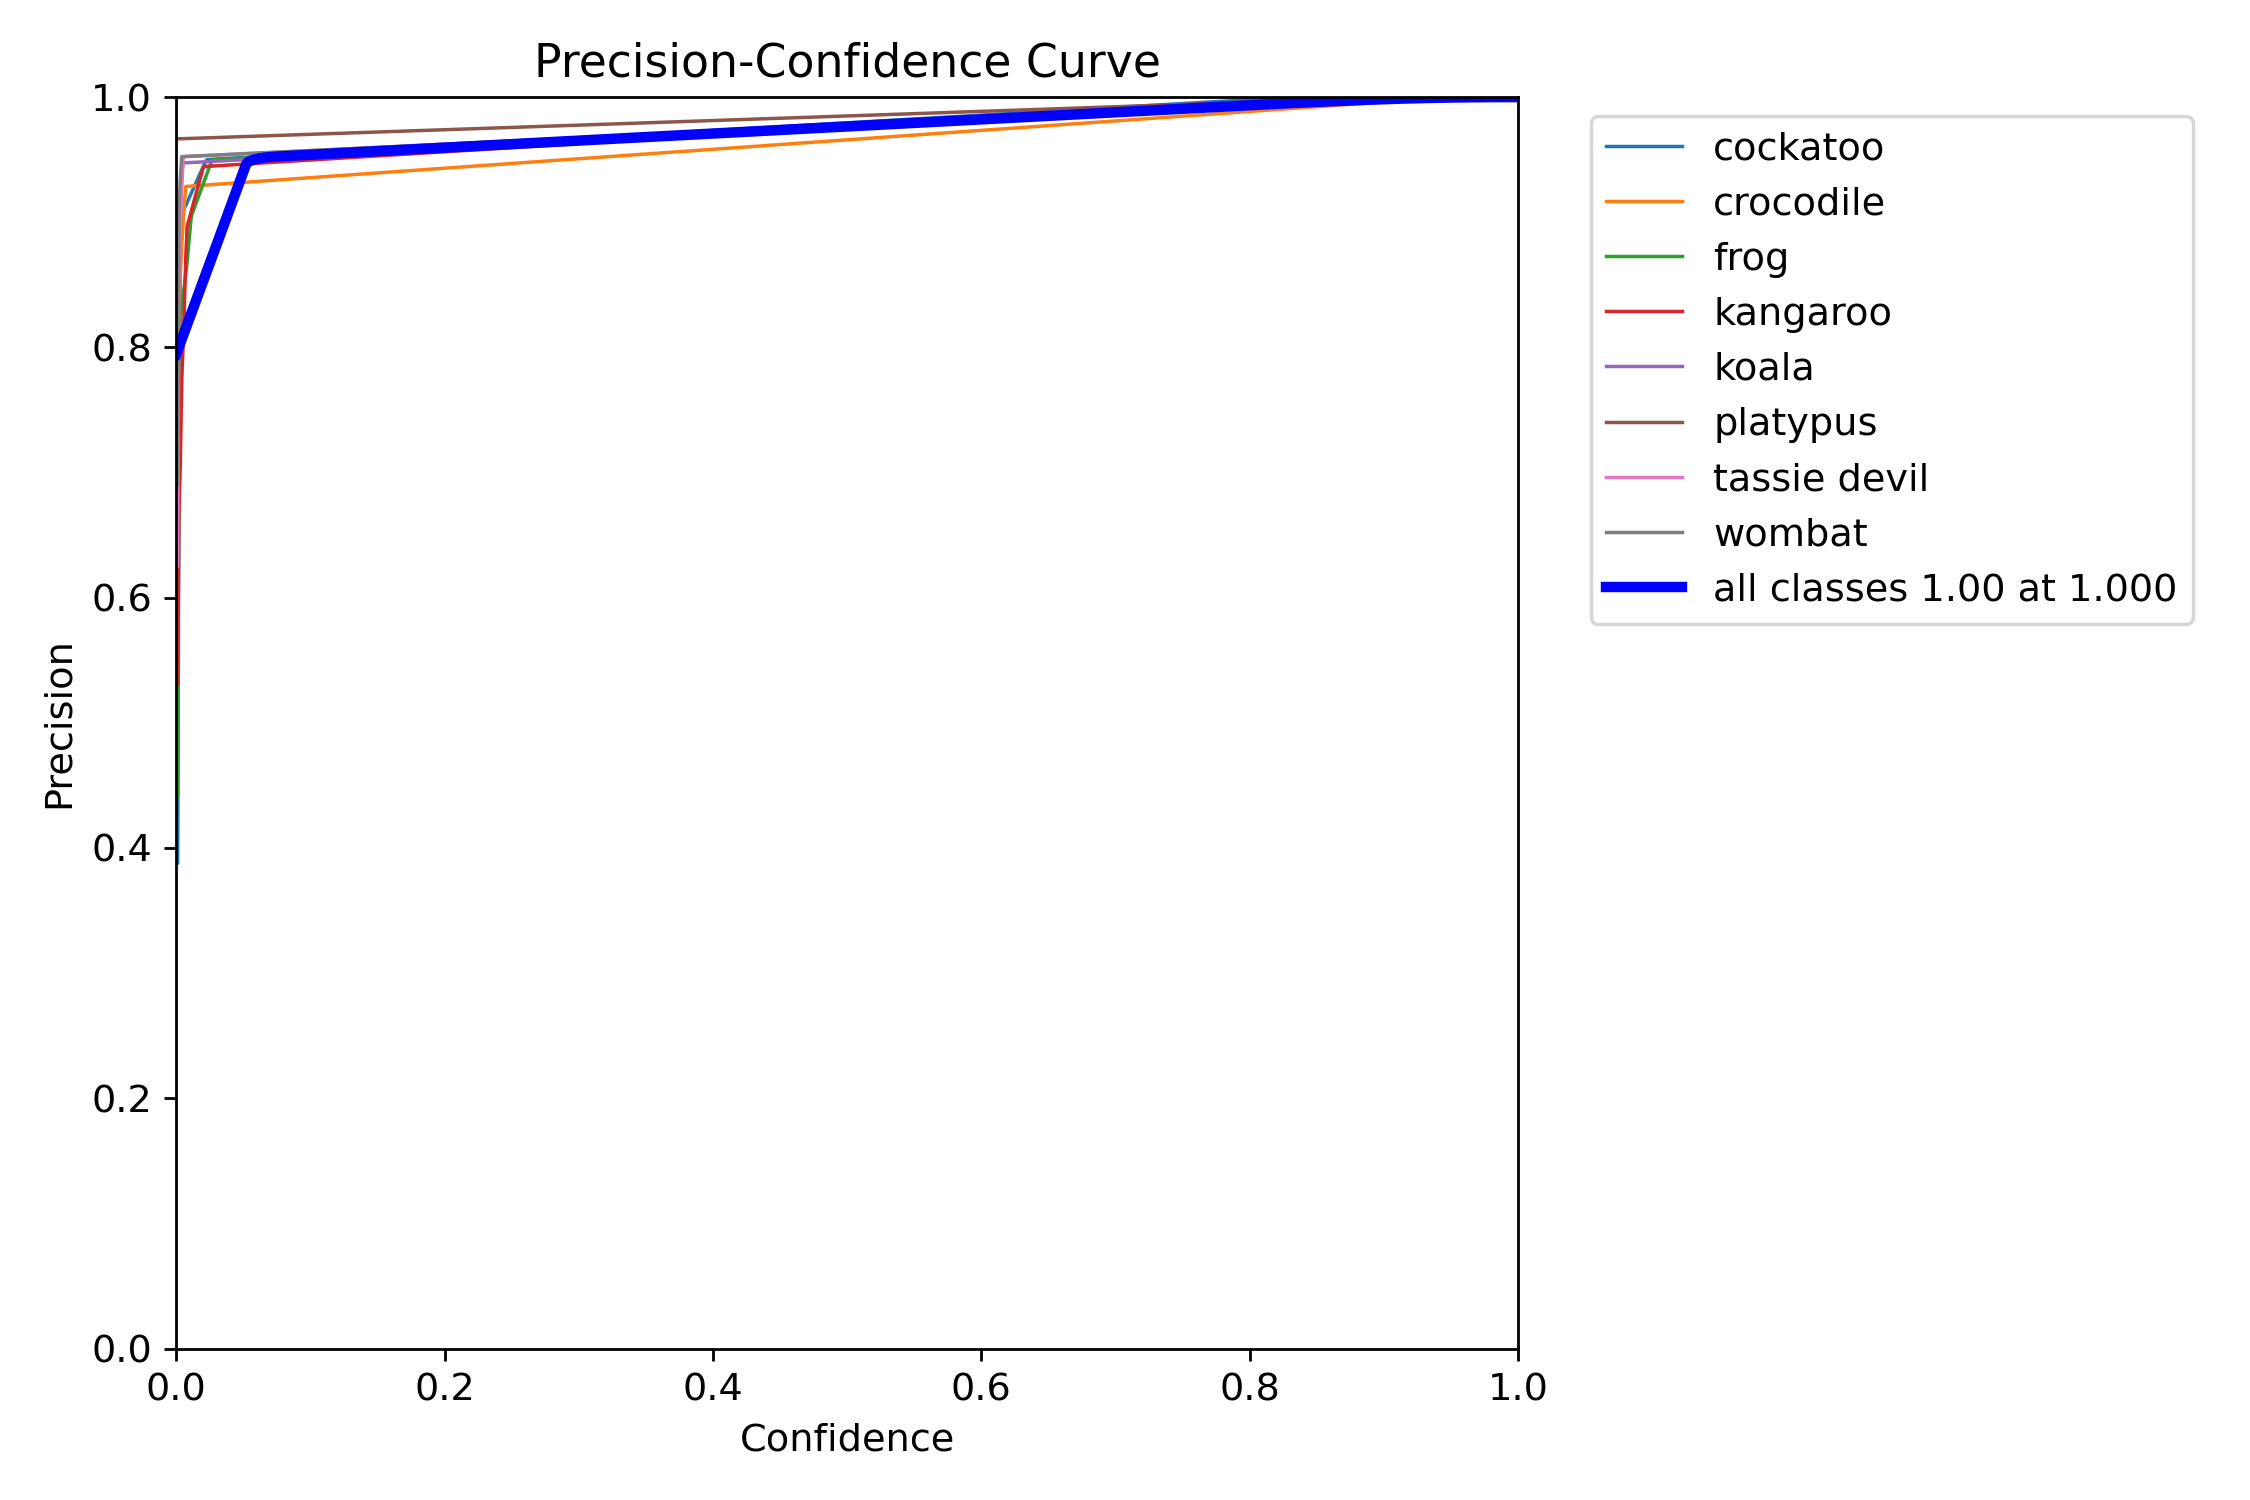 Precision-Confidence Curve
1.0
0.8
0.6
0.4
0.2
0.0
Precision
0.0 0.2 0.4 0.6 0.8 1.0
Confidence
cockatoo
crocodile
frog
kangaroo
koala
platypus
tassie devil
wombat
all classes 1.00 at 1.000